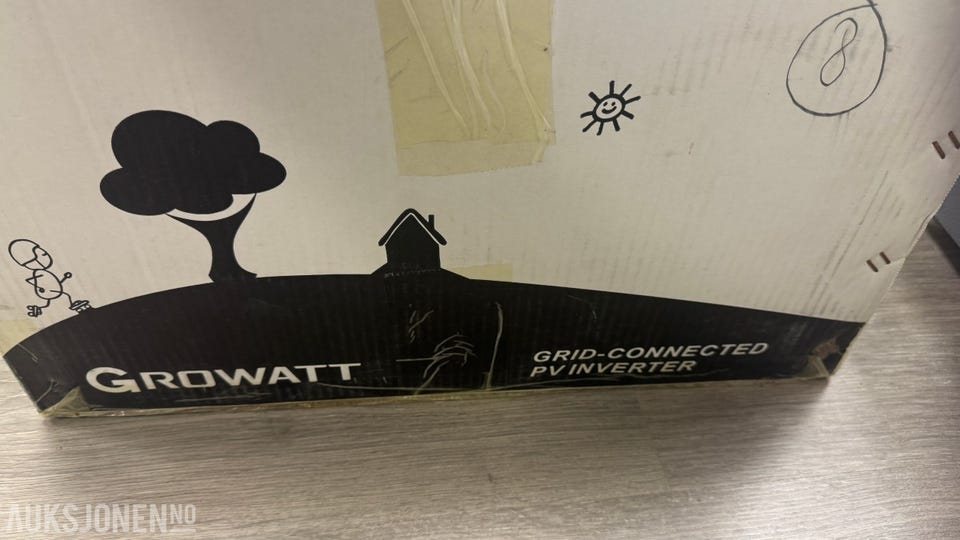 8
GROWATT
GRID-CONNECTED
PV INVERTER
AUKSJONEN.NO